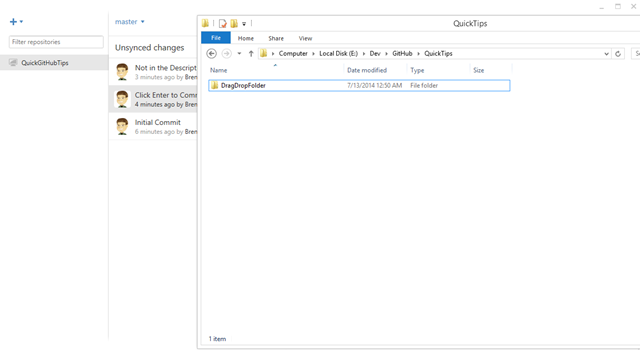 master
Filter repositories
Unsynced changes
QuickGitHubTips
Not in the Descript
3 minutes ago by Bren
Click Enter to Com
4 minutes ago by Bren
Initial Commit
6 minutes ago by Bren
QuickTips
File Home Share View
Computer Local Disk (E:) Dev GitHub QuickTips
Name Date modified Type Size
DragDropFolder 7/13/2014 12:50 AM File folder
1 item